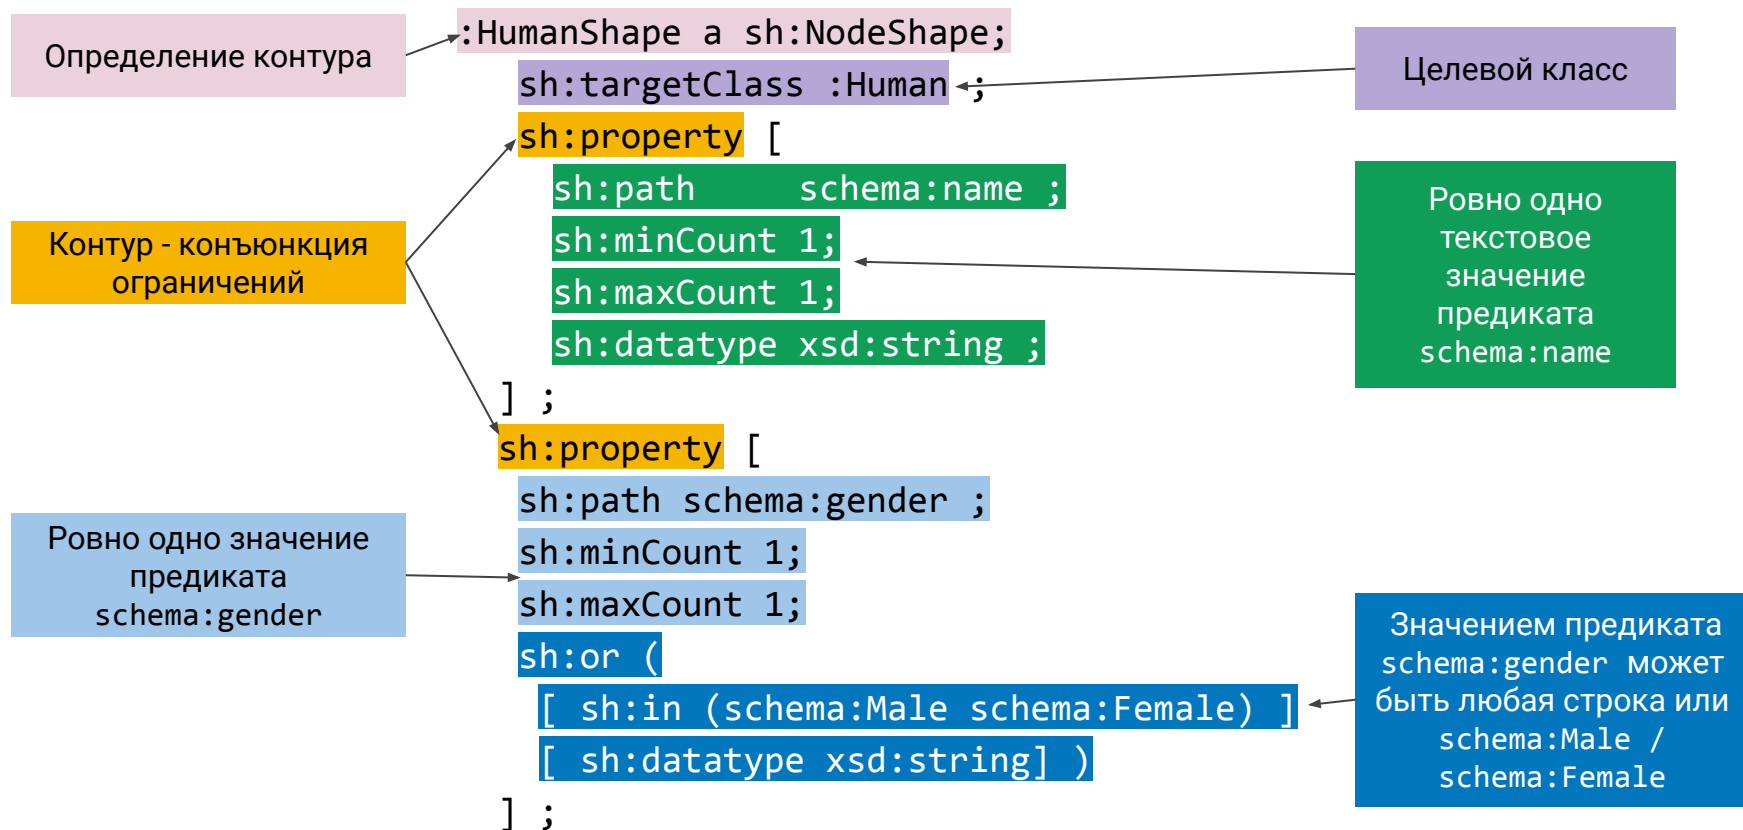 Определение контура
:HumanShape a sh:NodeShape;
sh:targetClass :Human ;
Целевой класс
sh:property [
sh:path     schema:name ;
sh:minCount 1;
sh:maxCount 1;
sh:datatype xsd:string ;
] ;
Ровно одно
текстовое
значение
предиката
schema:name
Контур - конъюнкция
ограничений
sh:property [
sh:path schema:gender ;
sh:minCount 1;
sh:maxCount 1;
sh:or (
[ sh:in (schema:Male schema:Female) ]
[ sh:datatype xsd:string] )
] ;
Ровно одно значение
предиката
schema:gender
Значением предиката
schema:gender может
быть любая строка или
schema:Male /
schema:Female